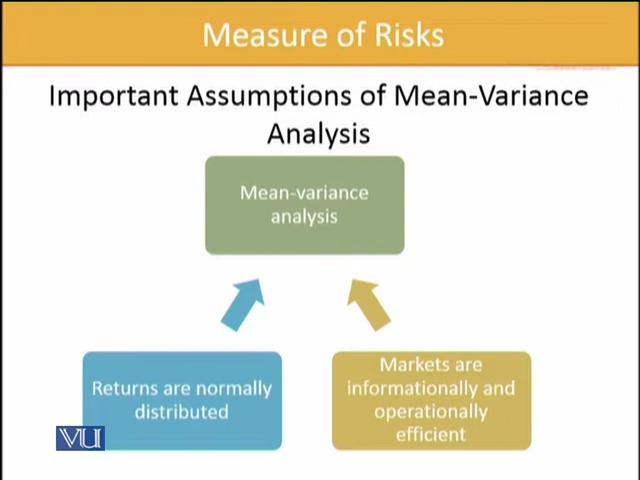 Measure of Risks
Important Assumptions of Mean-Variance
Analysis
Mean-variance
analysis
Returns are normally
distributed
Markets are
informationally and
operationally
efficient
VU